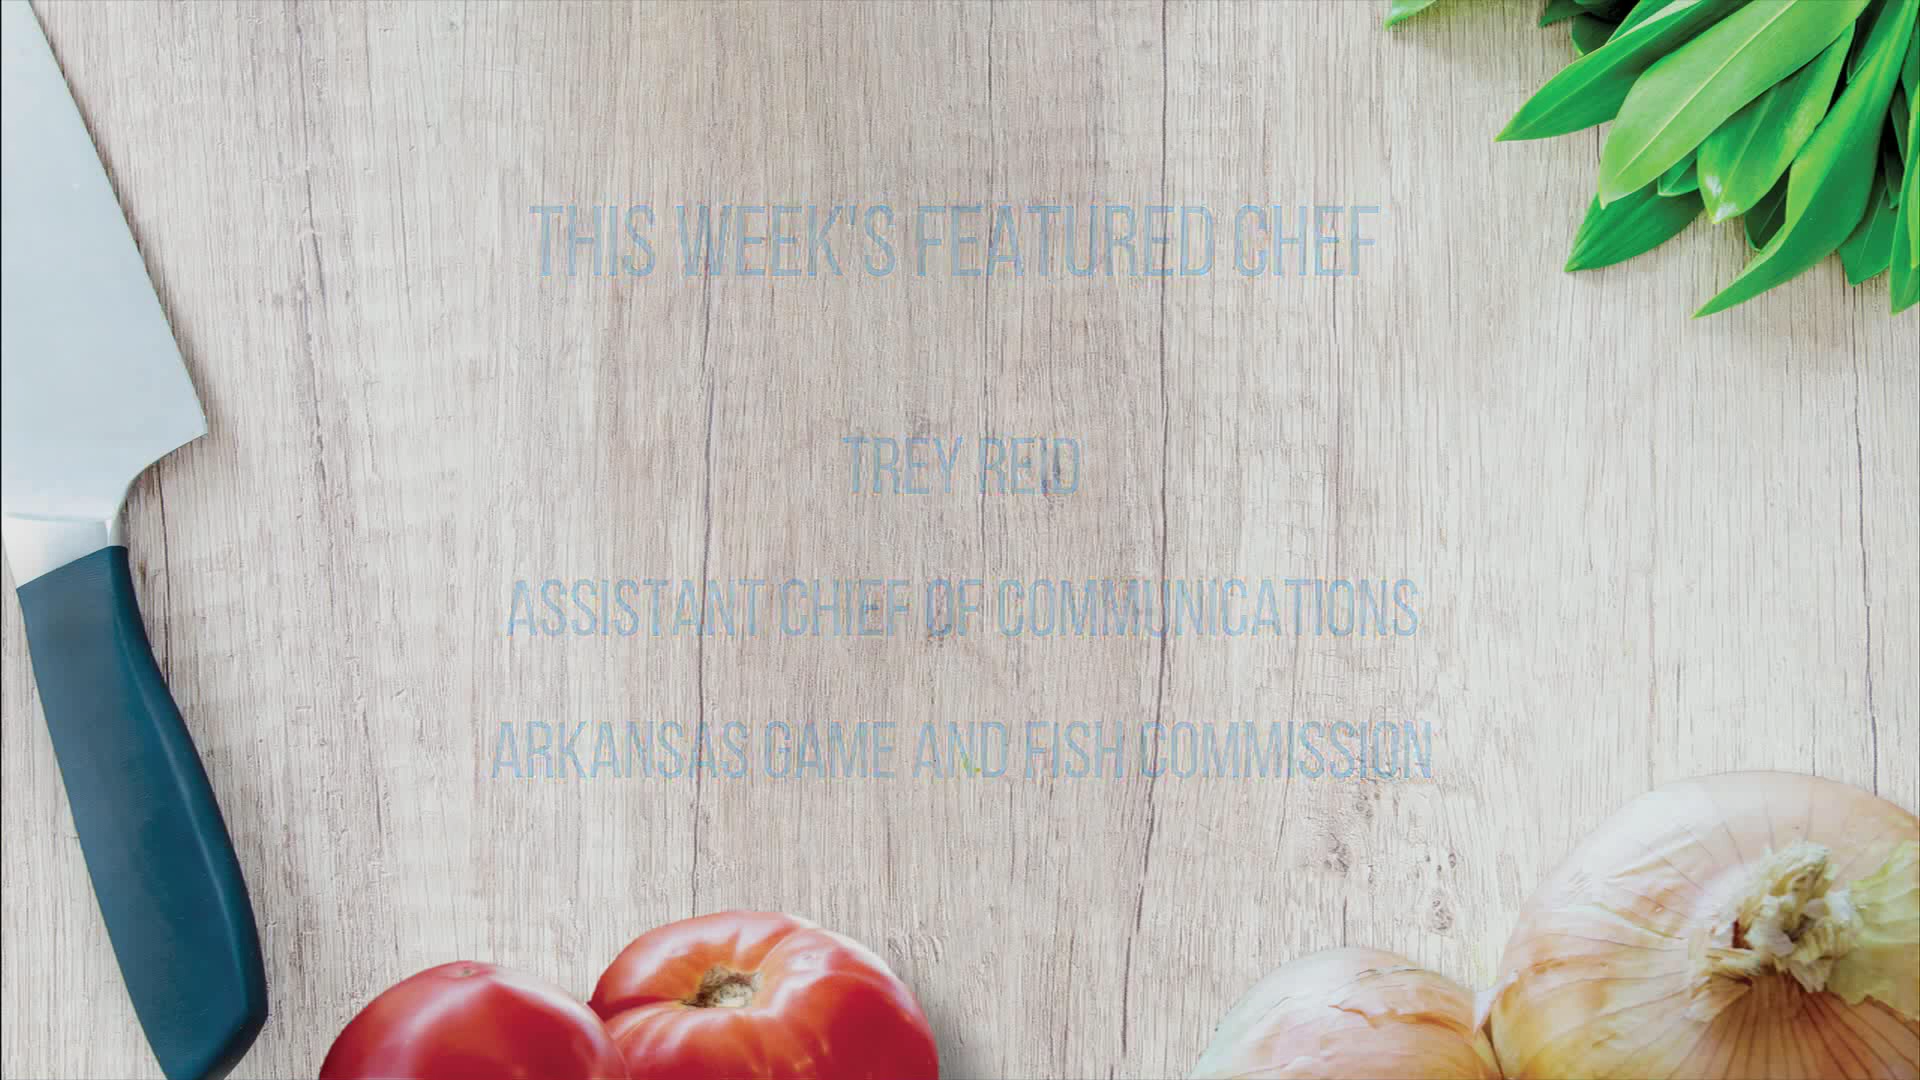 THIS WEEK'S FEATURED CHEF
TREY REID
ASSISTANT CHIEF OF COMMUNICATIONS
ARKANSAS GAME AND FISH COMMISSION